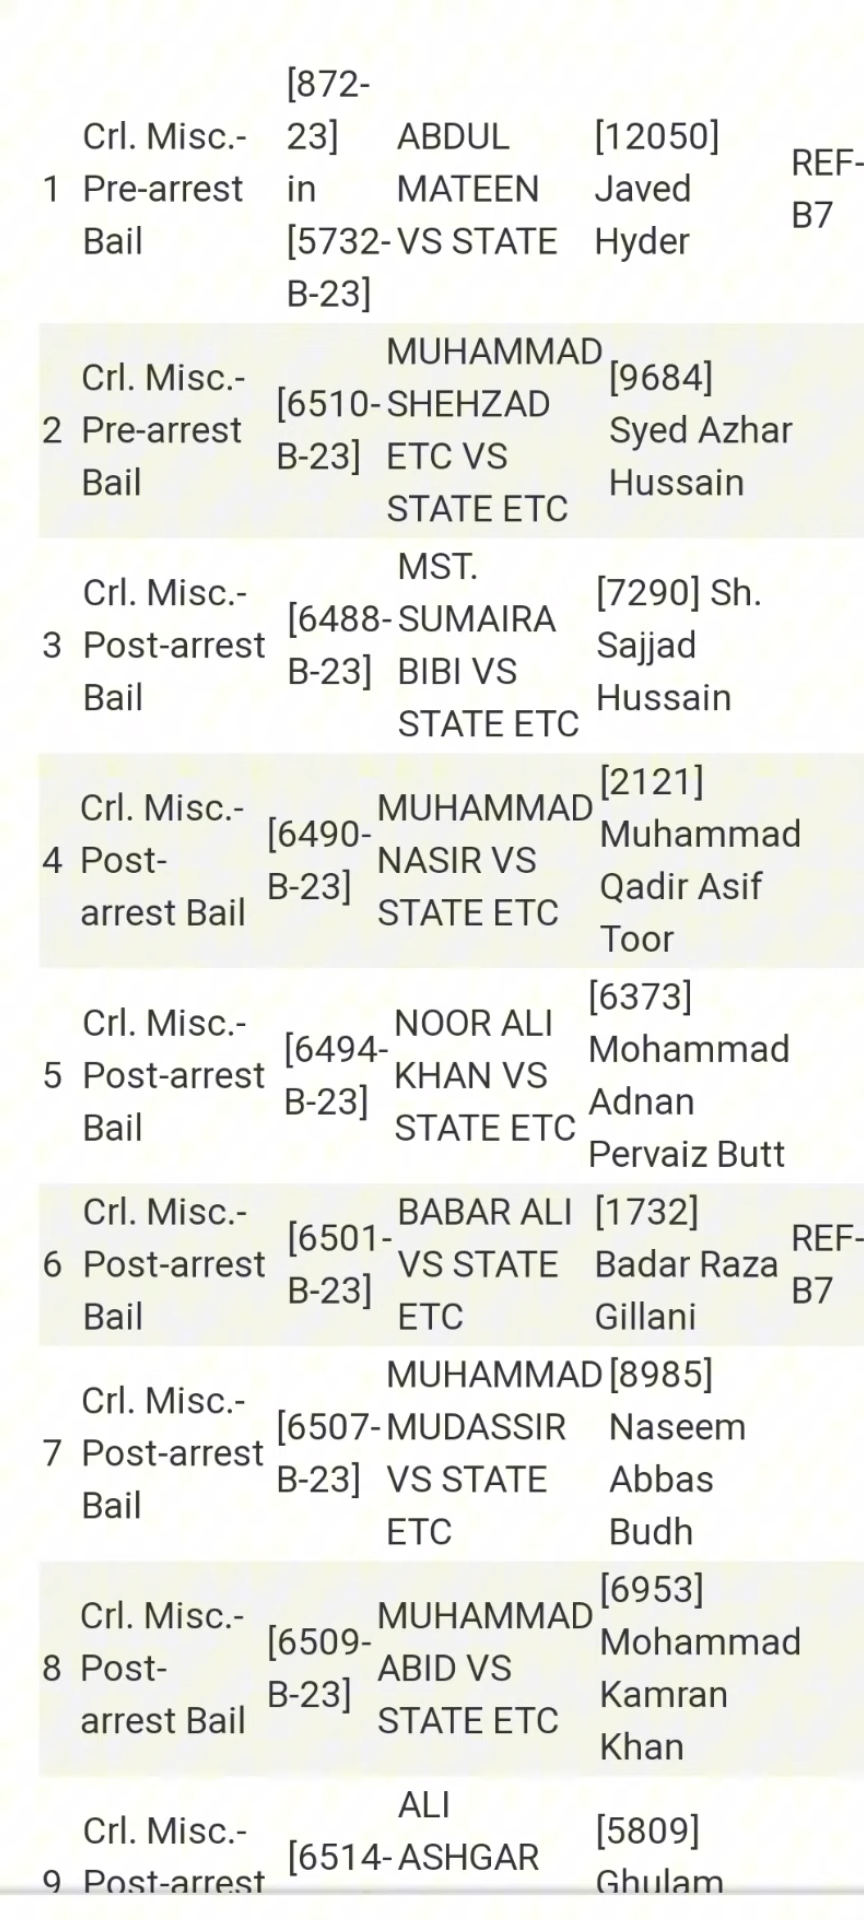 1
Crl. Misc.-
Pre-arrest
Bail
[872-
23]
in
[5732-
B-23]
ABDUL
MATEEN
VS STATE
[12050]
Javed
Hyder
REF-
B7
2
Crl. Misc.-
Pre-arrest
Bail
[6510-
B-23]
MUHAMMAD
SHEHZAD
ETC VS
STATE ETC
[9684]
Syed Azhar
Hussain
3
Crl. Misc.-
Post-arrest
Bail
[6488-
B-23]
MST.
SUMAIRA
BIBI VS
STATE ETC
[7290] Sh.
Sajjad
Hussain
4
Crl. Misc.-
Post-
arrest Bail
[6490-
B-23]
MUHAMMAD
NASIR VS
STATE ETC
[2121]
Muhammad
Qadir Asif
Toor
5
Crl. Misc.-
Post-arrest
Bail
[6494-
B-23]
NOOR ALI
KHAN VS
STATE ETC
[6373]
Mohammad
Adnan
Pervaiz Butt
6
Crl. Misc.-
Post-arrest
Bail
[6501-
B-23]
BABAR ALI
VS STATE
ETC
[1732]
Badar Raza
Gillani
REF-
B7
7
Crl. Misc.-
Post-arrest
Bail
[6507-
B-23]
MUHAMMAD
MUDASSIR
VS STATE
ETC
[8985]
Naseem
Abbas
Budh
8
Crl. Misc.-
Post-
arrest Bail
[6509-
B-23]
MUHAMMAD
ABID VS
STATE ETC
[6953]
Mohammad
Kamran
Khan
9
Crl. Misc.-
Post-arrest
[6514-
ALI
ASHGAR
[5809]
Ghulam